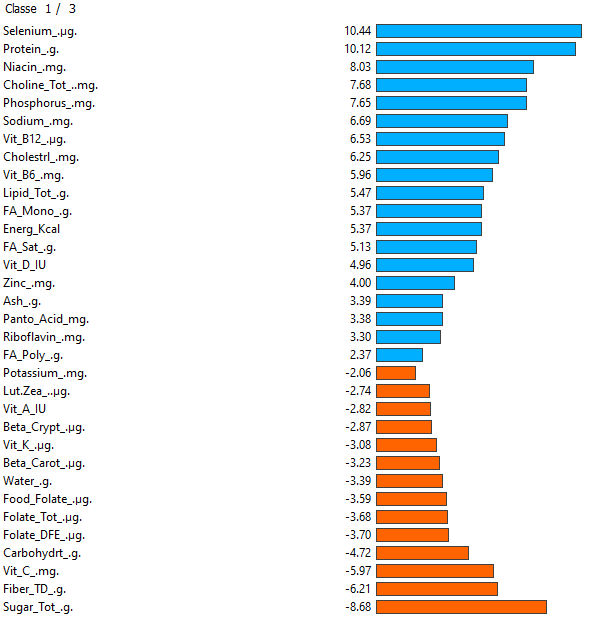 Classe 1 / 3
Selenium_.µg. 10.44
Protein_.g. 10.12
Niacin_.mg. 8.03
Choline_Tot_..mg. 7.68
Phosphorus_.mg. 7.65
Sodium_.mg. 6.69
Vit_B12_.µg. 6.53
Cholestrl_.mg. 6.25
Vit_B6_.mg. 5.96
Lipid_Tot_.g. 5.47
FA_Mono_.g. 5.37
Energ_Kcal 5.37
FA_Sat_.g. 5.13
Vit_D_IU 4.96
Zinc_.mg. 4.00
Ash_.g. 3.39
Panto_Acid_mg. 3.38
Riboflavin_.mg. 3.30
FA_Poly_.g. 2.37
Potassium_.mg. -2.06
Lut.Zea_..µg. -2.74
Vit_A_IU -2.82
Beta_Crypt_.µg. -2.87
Vit_K_.µg. -3.08
Beta_Carot_.µg. -3.23
Water_.g. -3.39
Food_Folate_.µg. -3.59
Folate_Tot_.µg. -3.68
Folate_DFE_.µg. -3.70
Carbohydrt_.g. -4.72
Vit_C_.mg. -5.97
Fiber_TD_.g. -6.21
Sugar_Tot_.g. -8.68